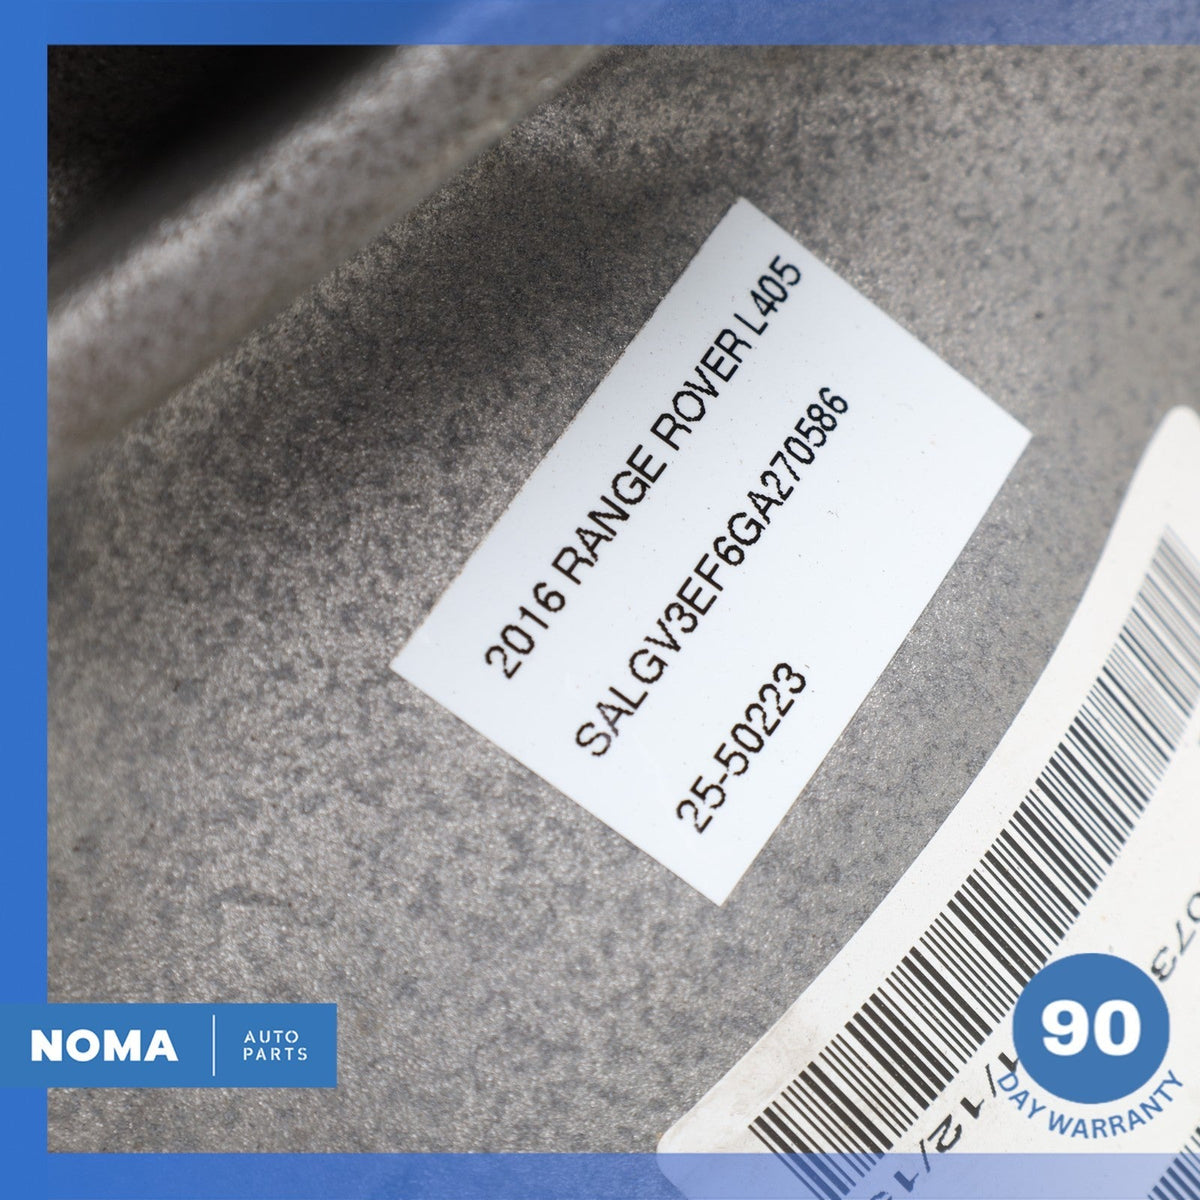 2016 RANGE ROVER L405
SALGV3EF6GA270586
25-50223
NOMA
AUTO
PARTS
90
DAY WARRANTY